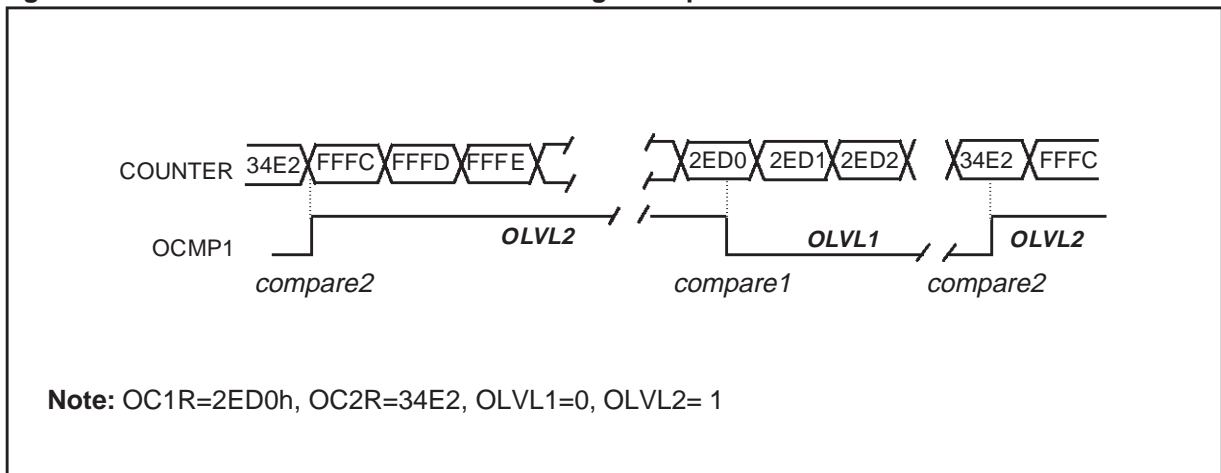 COUNTER 34E2 FFFC FFFD FFFE 2ED0 2ED1 2ED2 34E2 FFFC
OCMP1 OLVL2 OLVL1 OLVL2
compare2 compare1 compare2
Note: OC1R=2ED0h, OC2R=34E2, OLVL1=0, OLVL2= 1